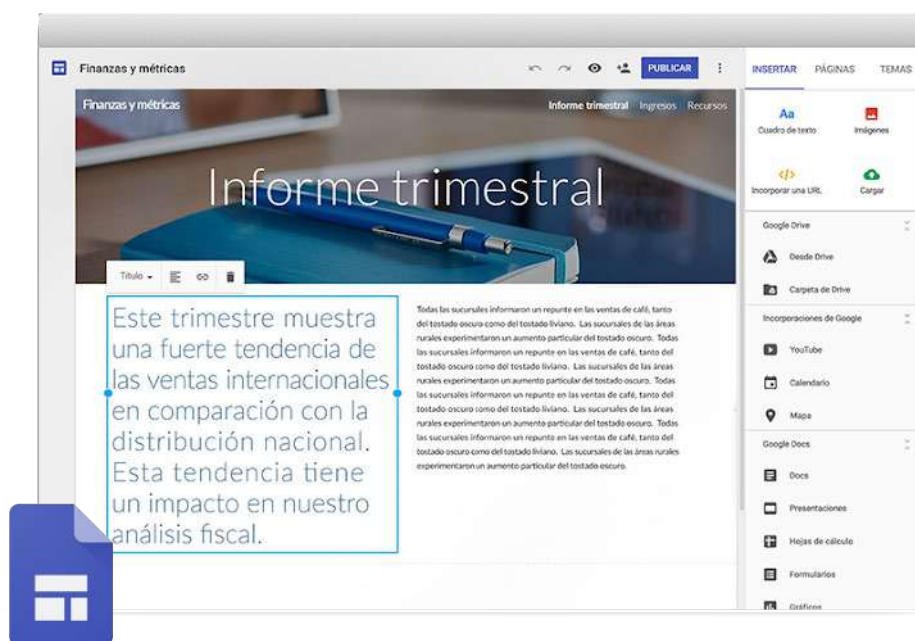 Finanzas y métricas
PUBLICAR
INSERTAR PÁGINAS TEMAS
Finanzas y métricas
Informe trimestral Ingresos Recursos
Informe trimestral
Aa
Cuadro de texto Imágenes
Incorporar una URL Cargar
Título
Este trimestre muestra
una fuerte tendencia de
las ventas internacionales
en comparación con la
distribución nacional.
Esta tendencia tiene
un impacto en nuestro
análisis fiscal.
Todas las sucursales informaron un repunte en las ventas de café, tanto
del tostado oscuro como del tostado liviano. Las sucursales de las áreas
rurales experimentaron un aumento particular del tostado oscuro. Todas
las sucursales informaron un repunte en las ventas de café, tanto del
tostado oscuro como del tostado liviano. Las sucursales de las áreas
rurales experimentaron un aumento particular del tostado oscuro. Todas
las sucursales informaron un repunte en las ventas de café, tanto del
tostado oscuro como del tostado liviano. Las sucursales de las áreas
rurales experimentaron un aumento particular del tostado oscuro. Todas
las sucursales informaron un repunte en las ventas de café, tanto del
tostado oscuro como del tostado liviano. Las sucursales de las áreas rurales
experimentaron un aumento particular del tostado oscuro.
Google Drive
Desde Drive
Carpeta de Drive
Incorporaciones de Google
YouTube
Calendario
Mapa
Google Docs
Docs
Presentaciones
Hojas de cálculo
Formularios
Gráficos